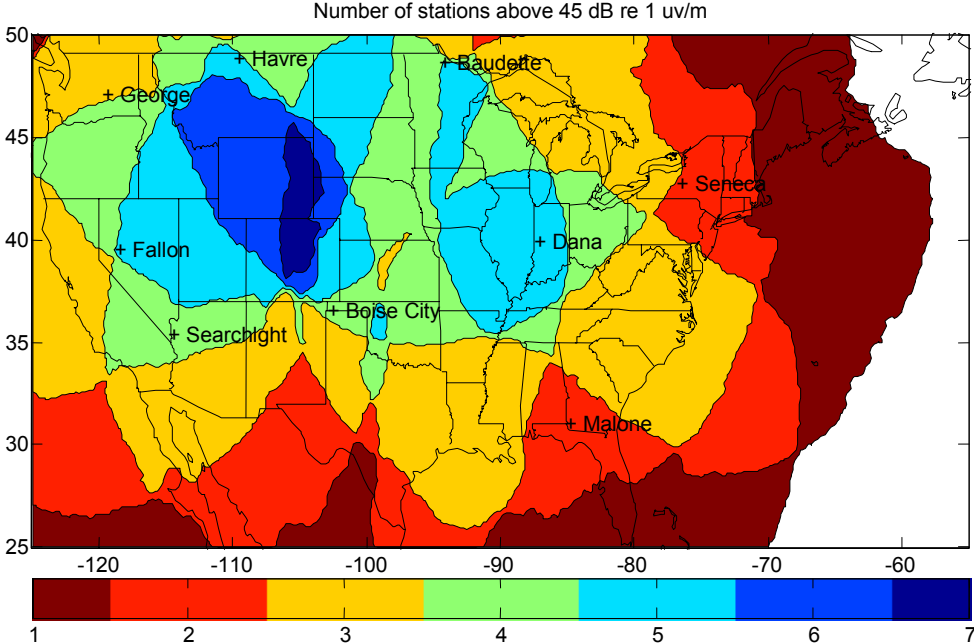 Number of stations above 45 dB re 1 uv/m
50
+ Havre
+ Baudette
+ George
45
+ Seneca
40
+ Fallon
+ Dana
+ Boise City
35
+ Searchlght
+ Malone
30
25
-120 -110 -100 -90 -80 -70 -60
1 2 3 4 5 6 7